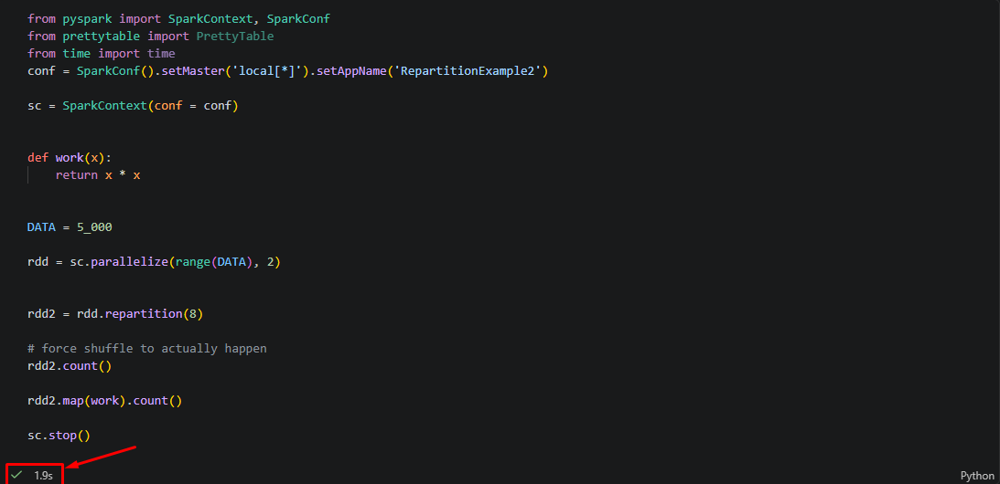 from pyspark import SparkContext, SparkConf
from prettytable import PrettyTable
from time import time
conf = SparkConf().setMaster('local[*]').setAppName('RepartitionExample2')
sc = SparkContext(conf = conf)
def work(x):
    return x * x
DATA = 5_000
rdd = sc.parallelize(range(DATA), 2)
rdd2 = rdd.repartition(8)
# force shuffle to actually happen
rdd2.count()
rdd2.map(work).count()
sc.stop()
1.9s
Python